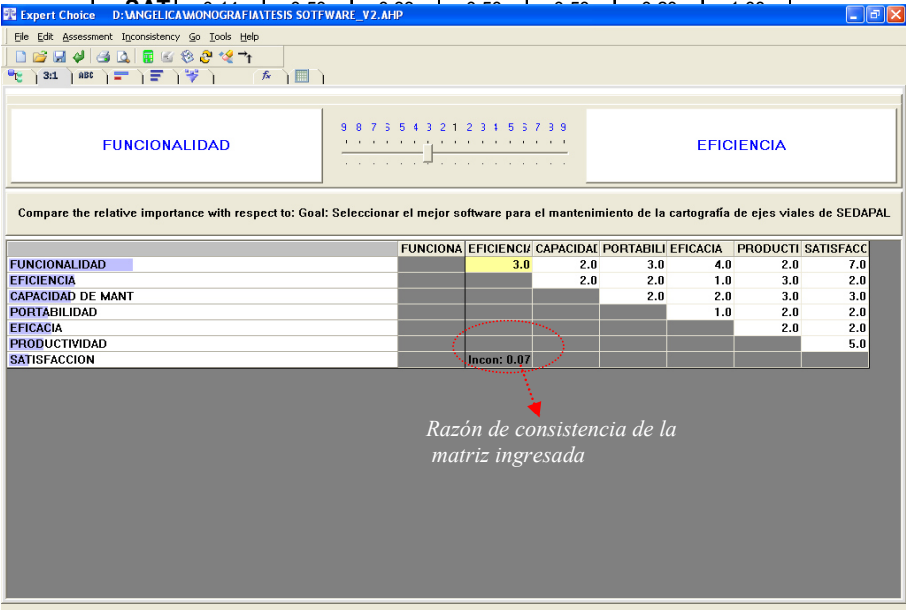 SAT
Expert Choice D:\ANGELICA\MONOGRAFIA\TESIS SOTFWARE_V2.AHP
File Edit Assessment Inconsistency Go Tools Help
3:1 ABC
9 8 7 6 5 4 3 2 1 2 3 4 5 6 7 8 9
FUNCIONALIDAD EFICIENCIA
Compare the relative importance with respect to: Goal: Seleccionar el mejor software para el mantenimiento de la cartografía de ejes viales de SEDAPAL
FUNCIONA EFICIENCI CAPACIDAD PORTABILI EFICACIA PRODUCTI SATISFACC
FUNCIONALIDAD 3.0 2.0 3.0 4.0 2.0 7.0
EFICIENCIA 2.0 2.0 1.0 3.0 2.0
CAPACIDAD DE MANT 2.0 2.0 3.0 3.0
PORTABILIDAD 1.0 2.0 2.0
EFICACIA 2.0 2.0
PRODUCTIVIDAD 5.0
SATISFACCION Incon: 0.07
Razón de consistencia de la
matriz ingresada